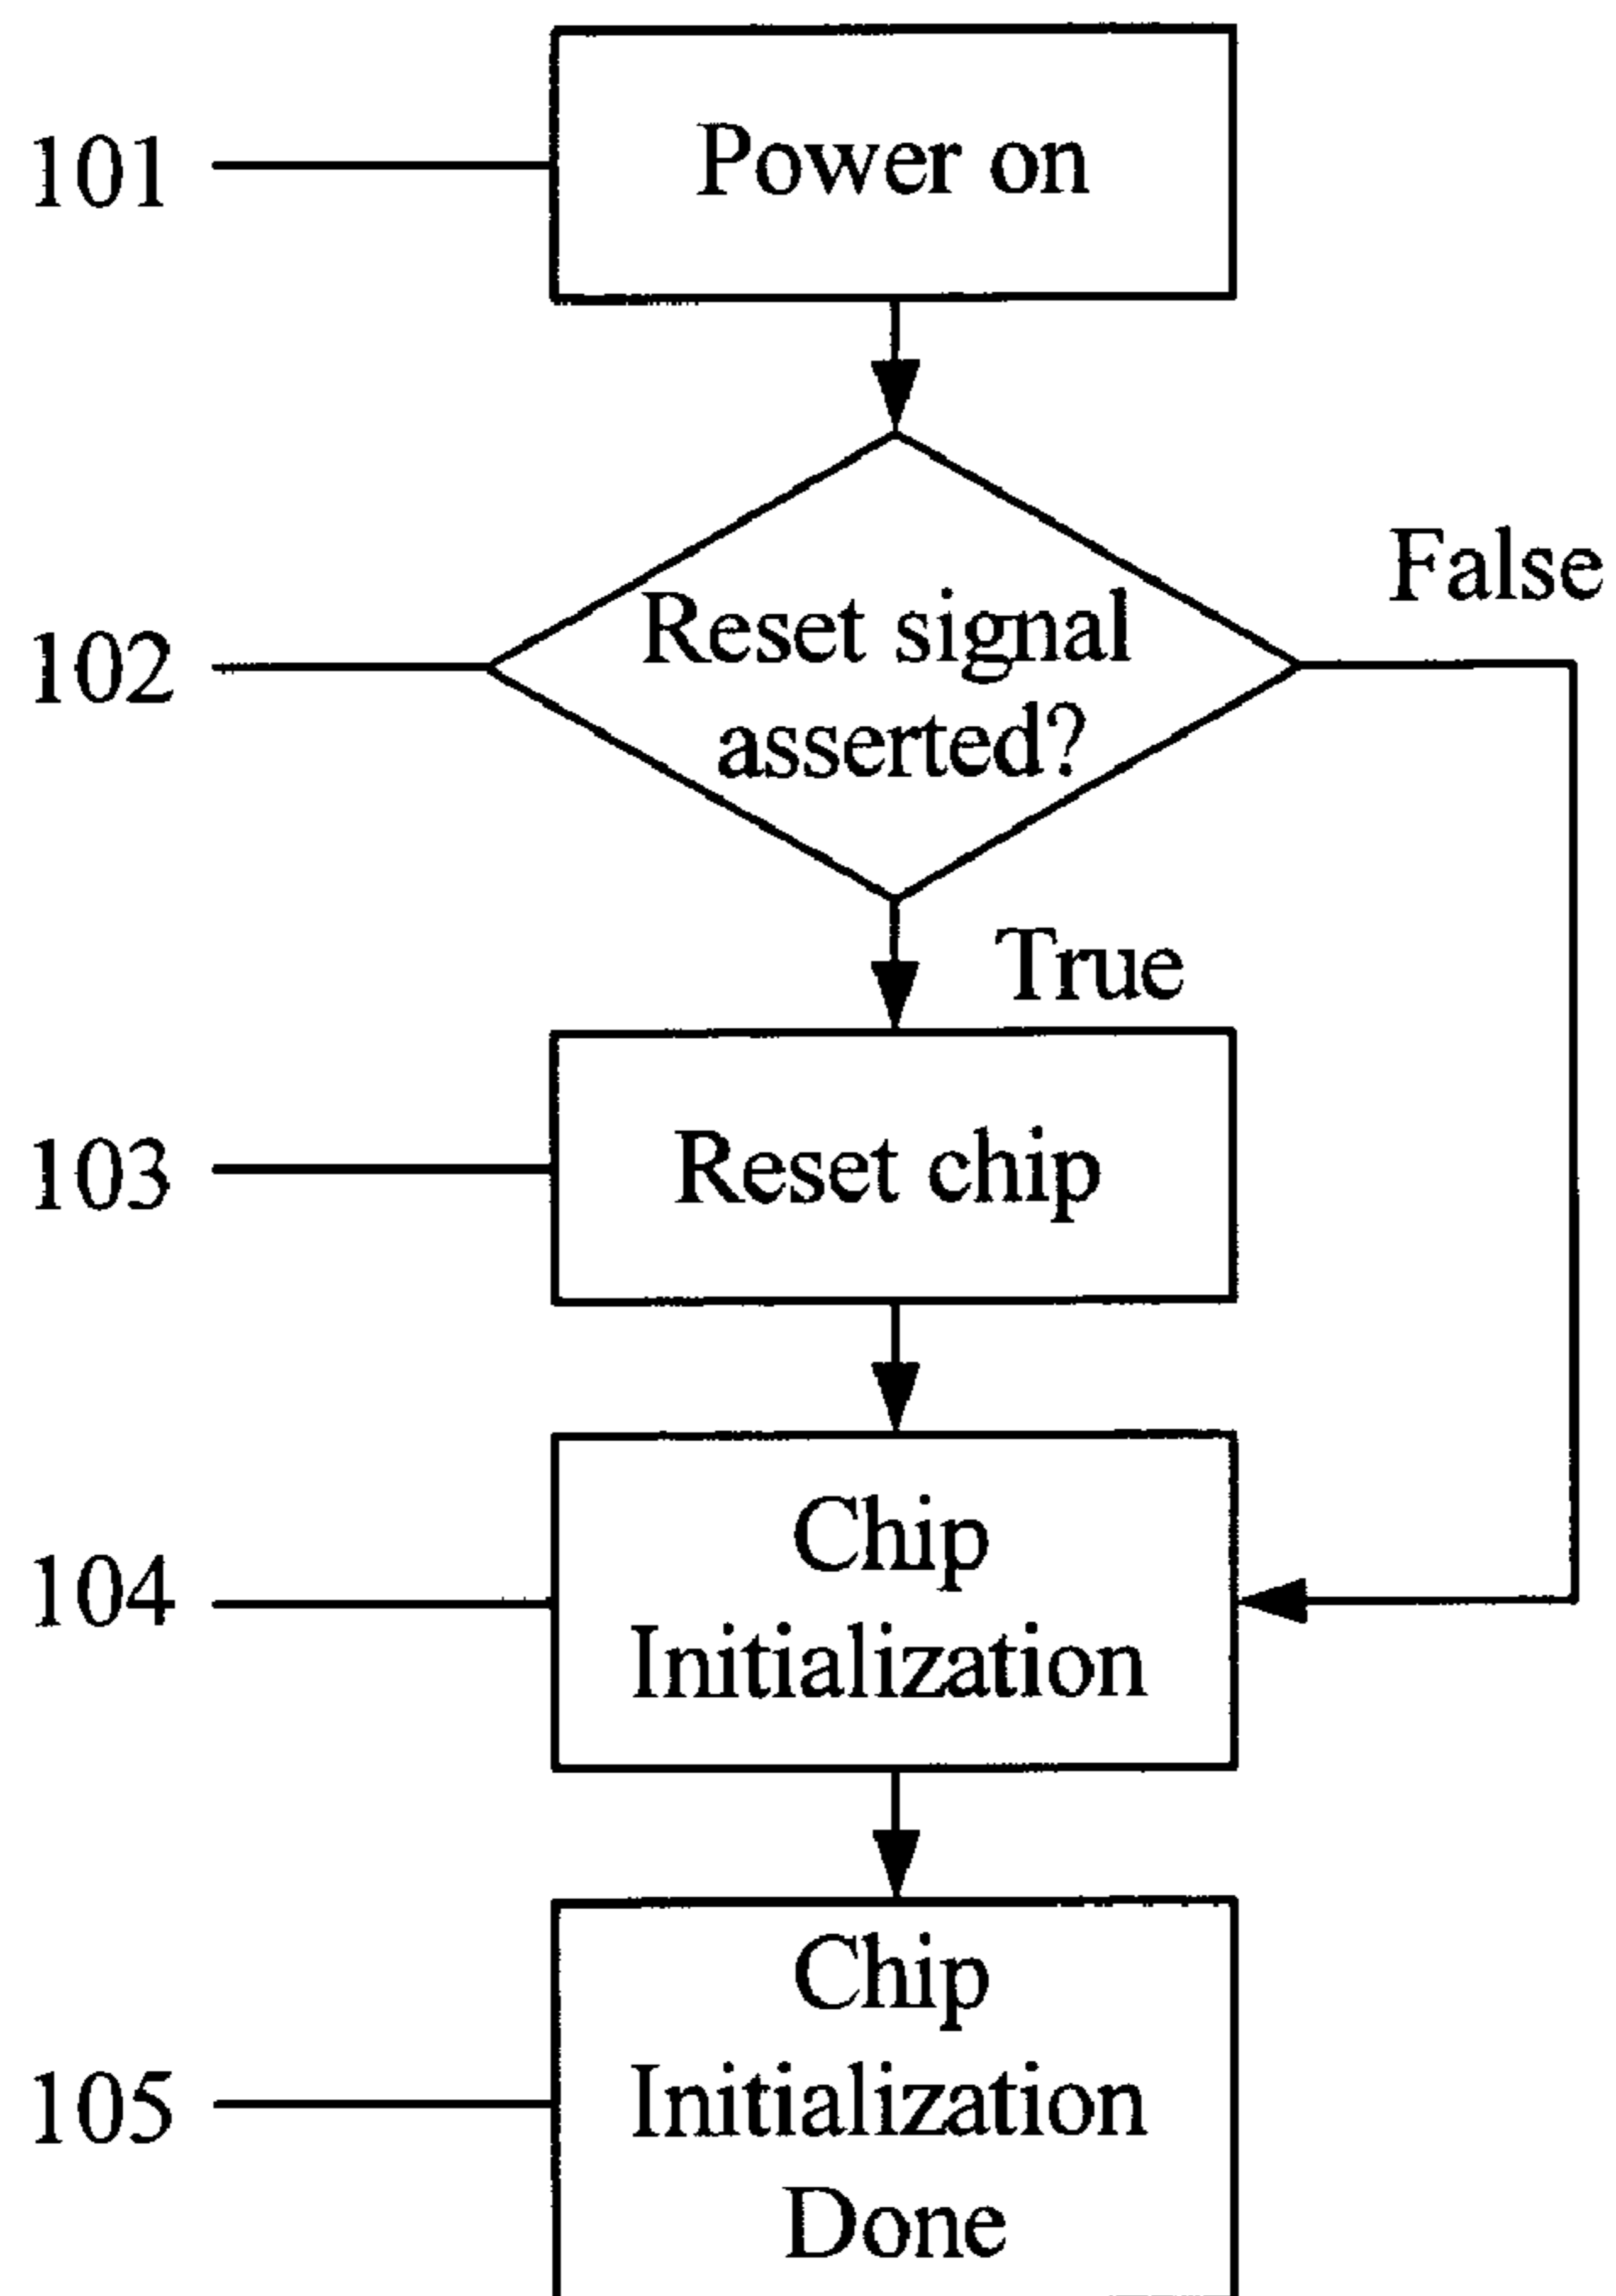 101
Power on
False
102
Reset signal
asserted?
True
103
Reset chip
104
Chip
Initialization
105
Chip
Initialization
Done